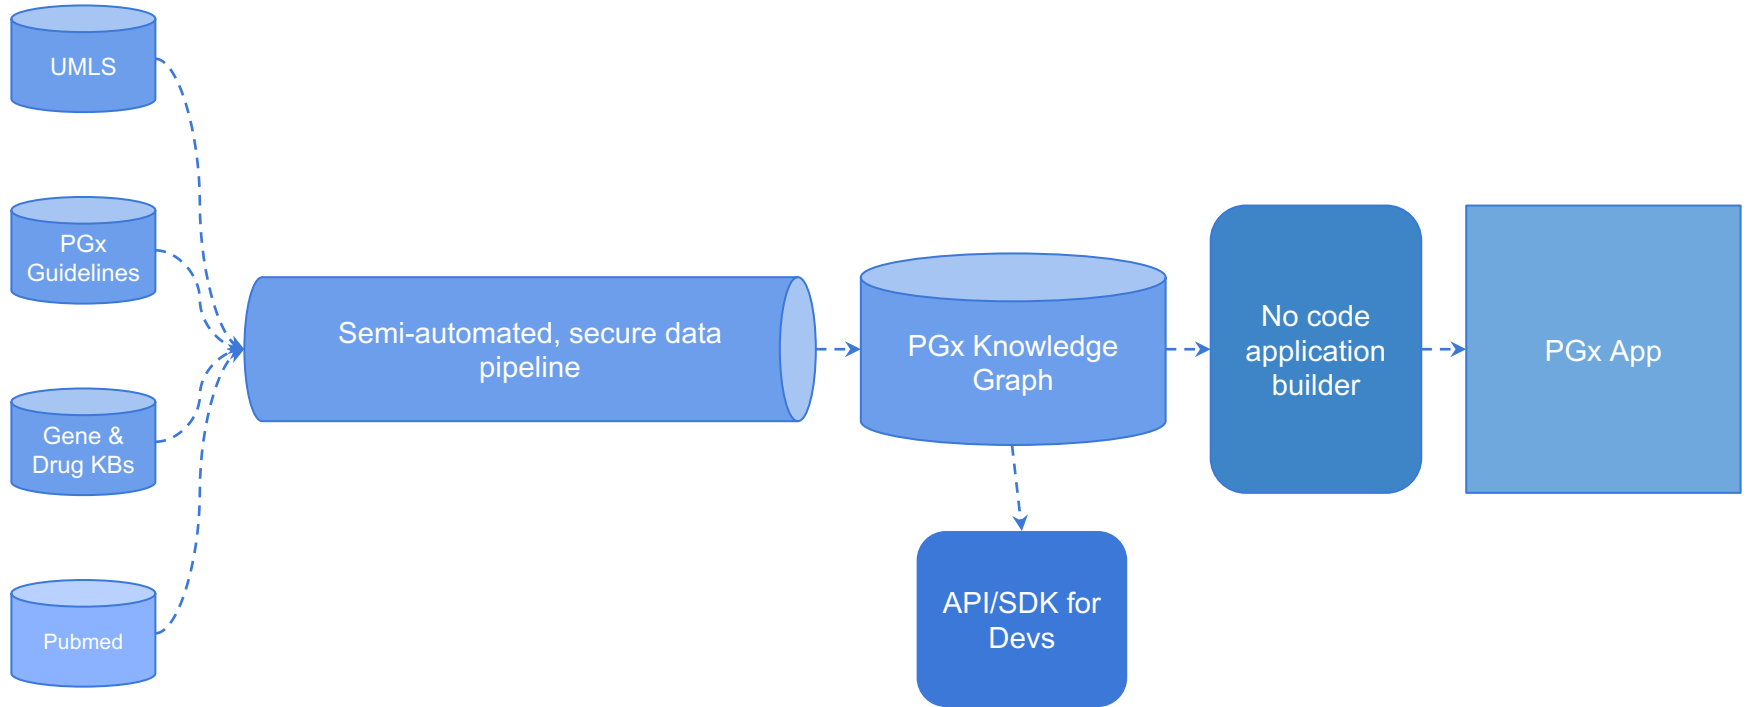 UMLS
PGx
Guidelines
Gene &
Drug KBs
Pubmed
Semi-automated, secure data
pipeline
PGx Knowledge
Graph
API/SDK for
Devs
No code
application
builder
PGx App